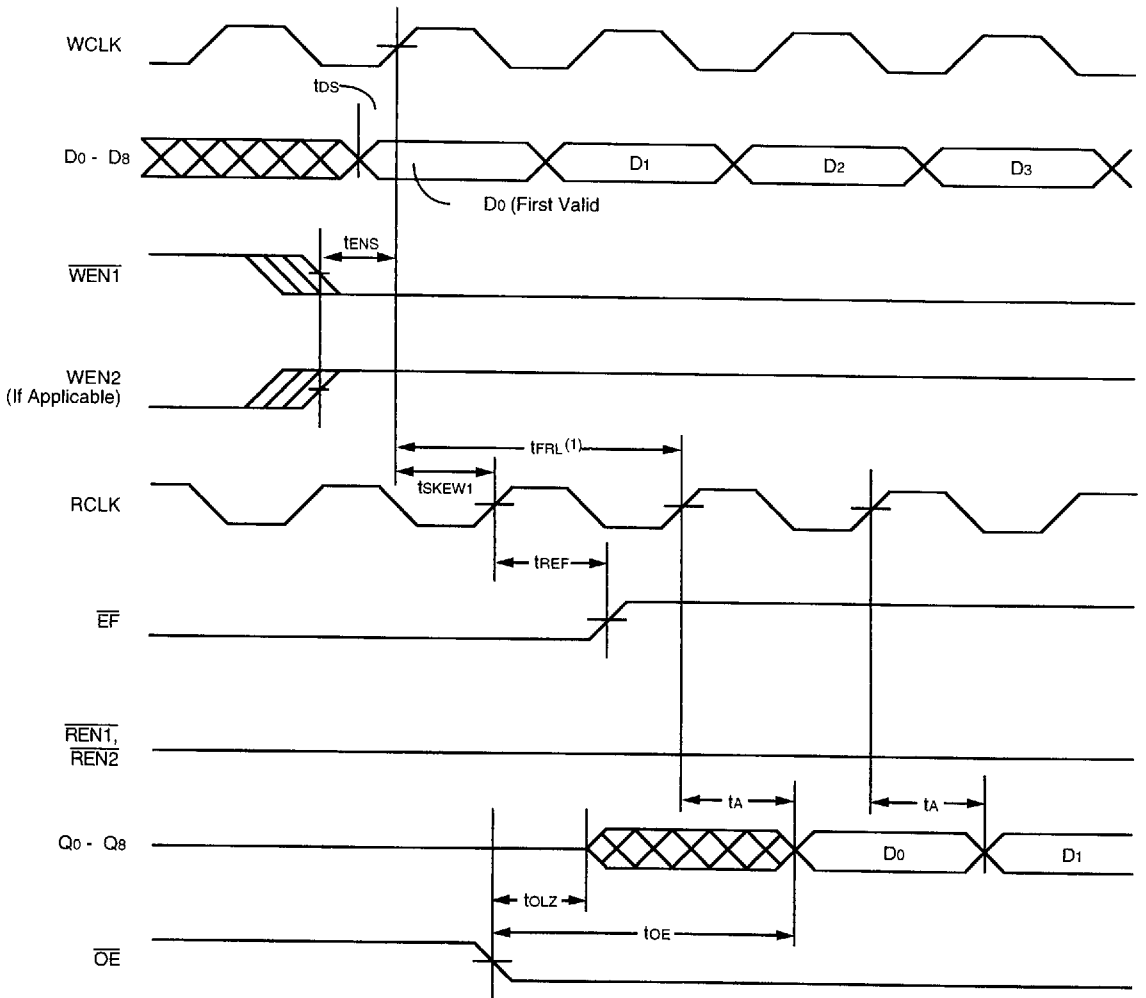 WCLK
tDS
D0 - D8
D1
D2
D3
D0 (First Valid
tENS
WEN1
WEN2
(If Applicable)
tFRL(1)
tSKEW1
RCLK
tREF
EF
REN1,
REN2
tA
tA
Q0 - Q8
D0
D1
tOLZ
tOE
OE